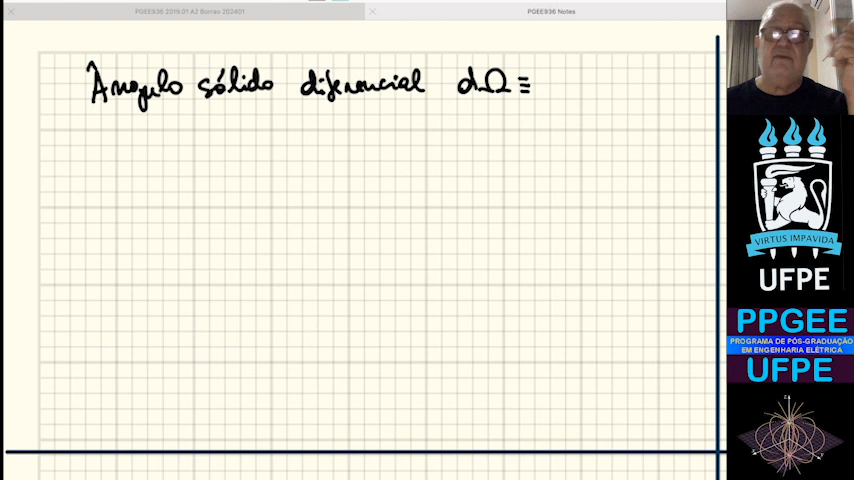 PGEE936 2019.01 A2 Borrao 202401
PGEE936 Notes
Ângulo sólido diferencial dΩ ≡
VIRTUS IMPAVIDA
UFPE
PPGEE
PROGRAMA DE PÓS-GRADUAÇÃO
EM ENGENHARIA ELÉTRICA
UFPE